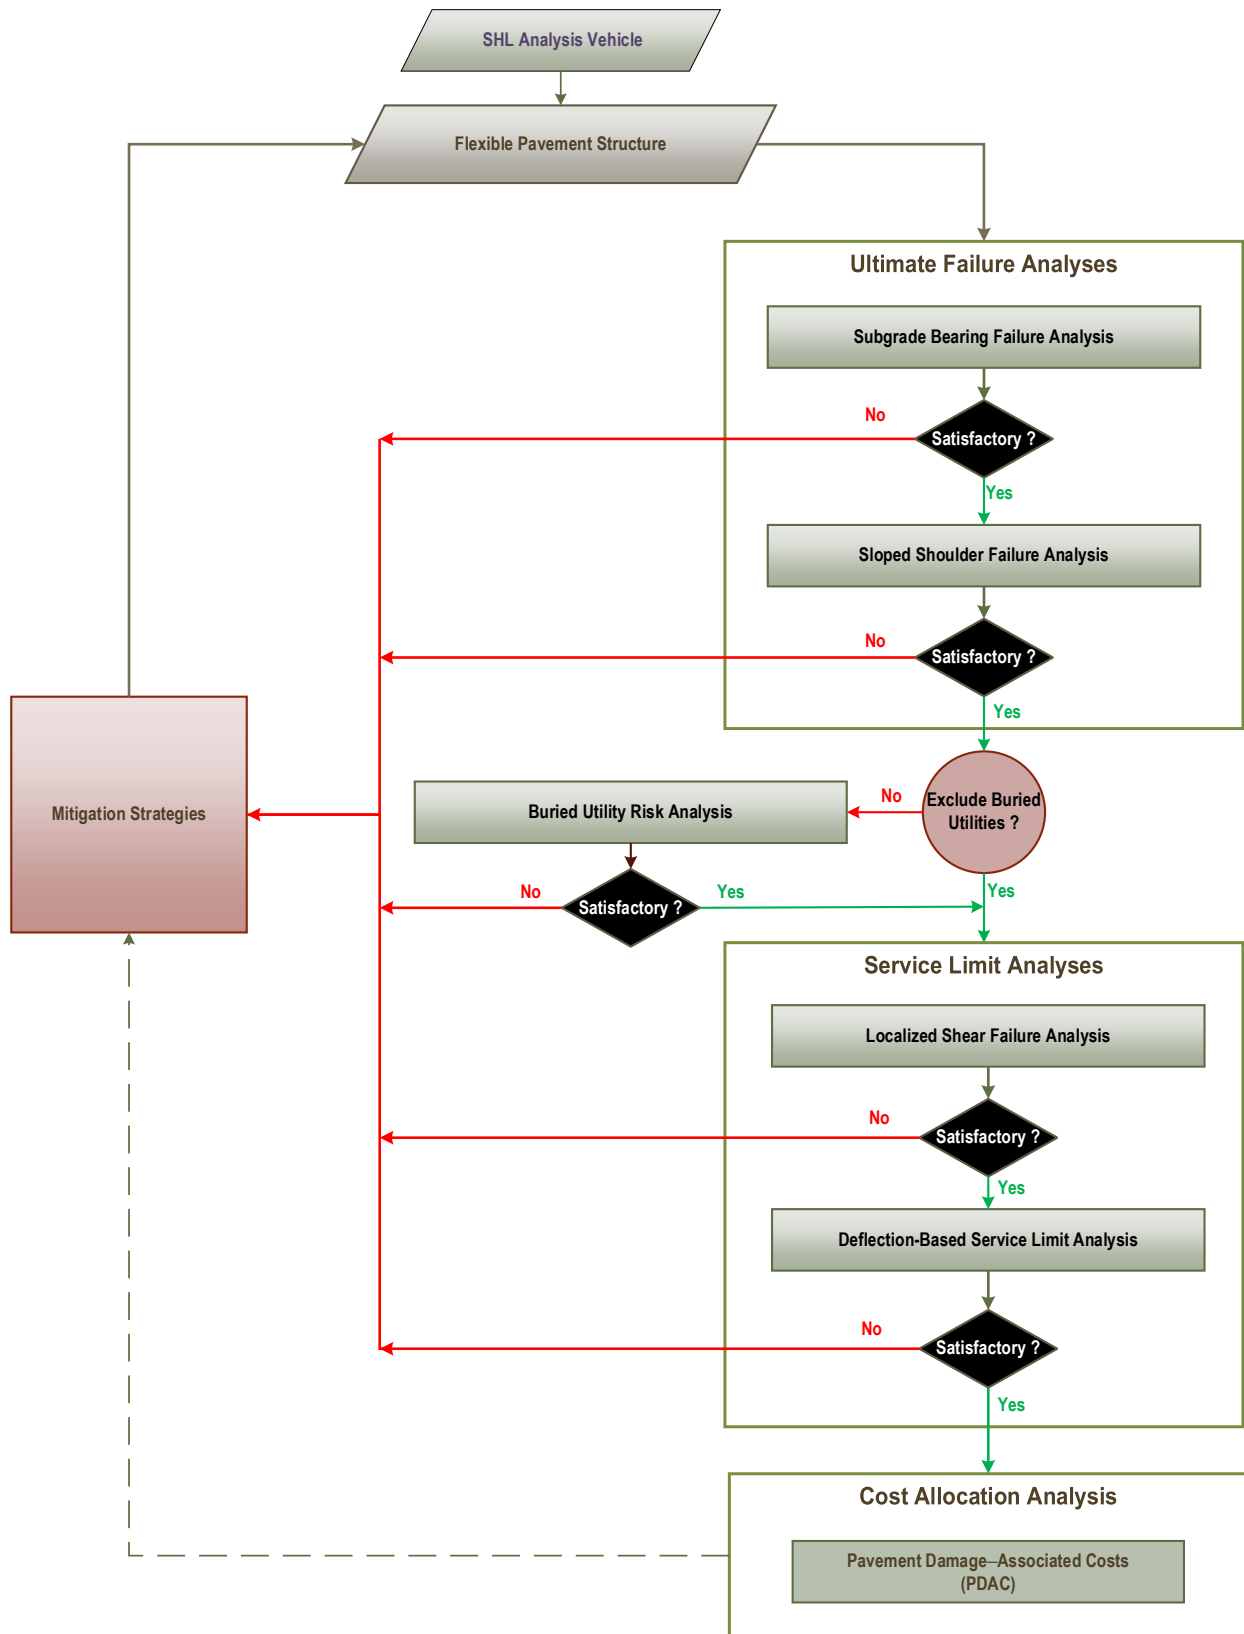 SHL Analysis Vehicle
Flexible Pavement Structure
Ultimate Failure Analyses
Subgrade Bearing Failure Analysis
No
Satisfactory ?
Yes
Sloped Shoulder Failure Analysis
No
Satisfactory ?
Yes
Mitigation Strategies
Buried Utility Risk Analysis
No
Exclude Buried
Utilities ?
No
Satisfactory ?
Yes
Yes
Service Limit Analyses
Localized Shear Failure Analysis
No
Satisfactory ?
Yes
Deflection-Based Service Limit Analysis
No
Satisfactory ?
Yes
Cost Allocation Analysis
Pavement Damage–Associated Costs
(PDAC)